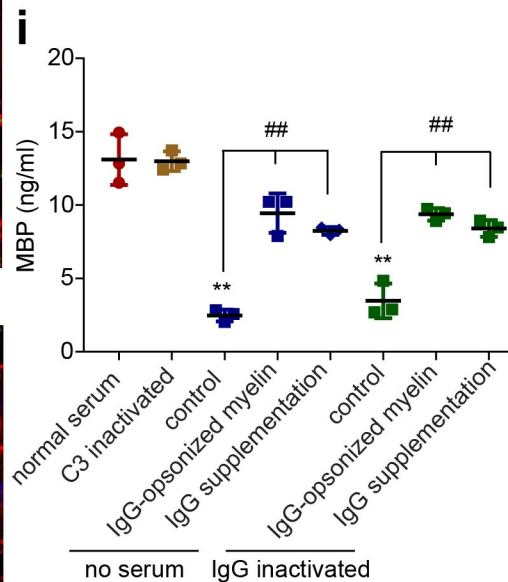 i
20
15
10
5
0
MBP (ng/ml)
##
##
**
**
normal serum
C3 inactivated
control
IgG-opsonized myelin
IgG supplementation
control
IgG-opsonized myelin
IgG supplementation
no serum
IgG inactivated